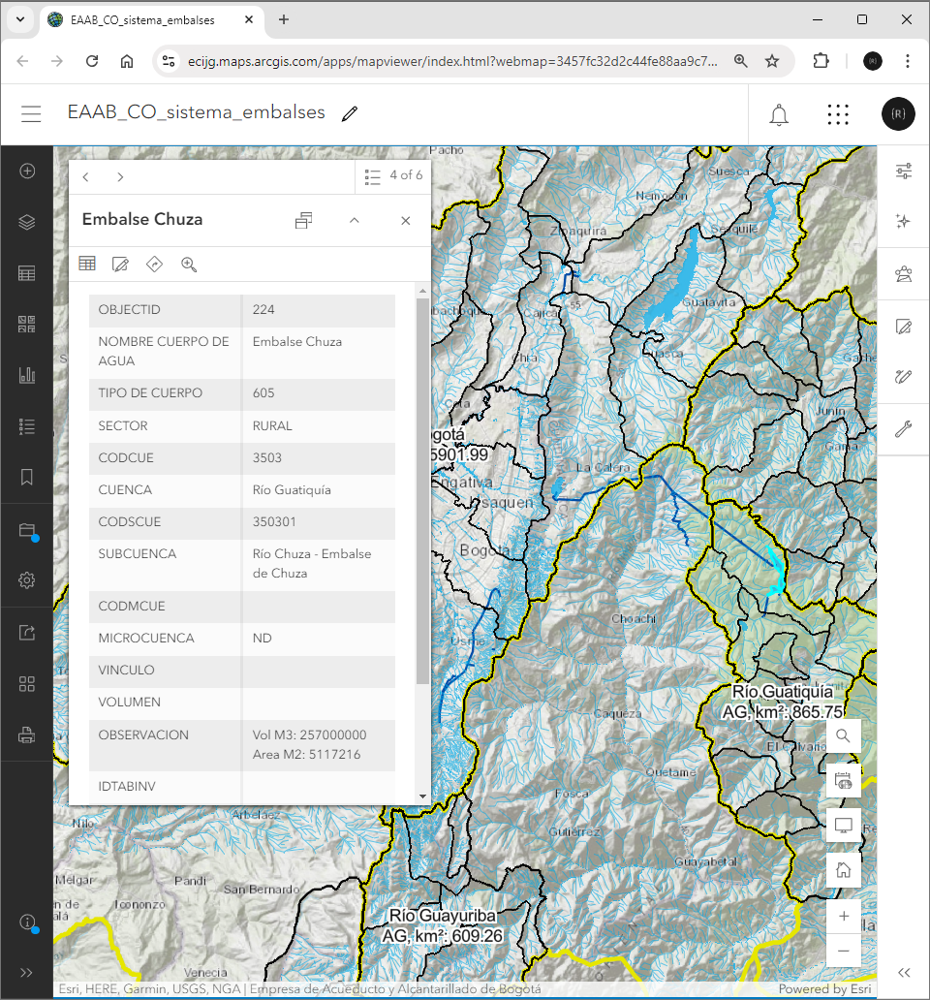 EAAB_CO_sistema_embalses
ecijg.maps.arcgis.com/apps/mapviewer/index.html?webmap=3457fc32d2c44fe88aa9c7...
EAAB_CO_sistema_embalses
{R}
4 of 6
Embalse Chuza
OBJECTID 224
NOMBRE CUERPO DE AGUA Embalse Chuza
TIPO DE CUERPO 605
SECTOR RURAL
CODCUE 3503
CUENCA Río Guatiquía
CODSCUE 350301
SUBCUENCA Río Chuza - Embalse de Chuza
CODMCUE
MICROCUENCA ND
VINCULO
VOLUMEN
OBSERVACION Vol M3: 257000000
Area M2: 5117216
IDTABINV
Pacho
Suesca
Nemocón
Zipaquirá
Sesquilé
Cajicá
55
Guatavita
Chía
Guasca
Junín
Gama
ogotá
5901.99
La Calera
Engativa
Usaquen
Bogotá
Choachí
Usme
Río Guatiquía
AG, km²: 865.75
Caqueza
El Calvario
Quetame
Fosca
Gutiérrez
Guayabetal
Arbeláez
Nilo
Melgar
Pandi
San Bernardo
Icononzo
Río Guayuriba
AG, km²: 609.26
Venecia
Esri, HERE, Garmin, USGS, NGA | Empresa de Acueducto y Alcantarillado de Bogotá
Powered by Esri